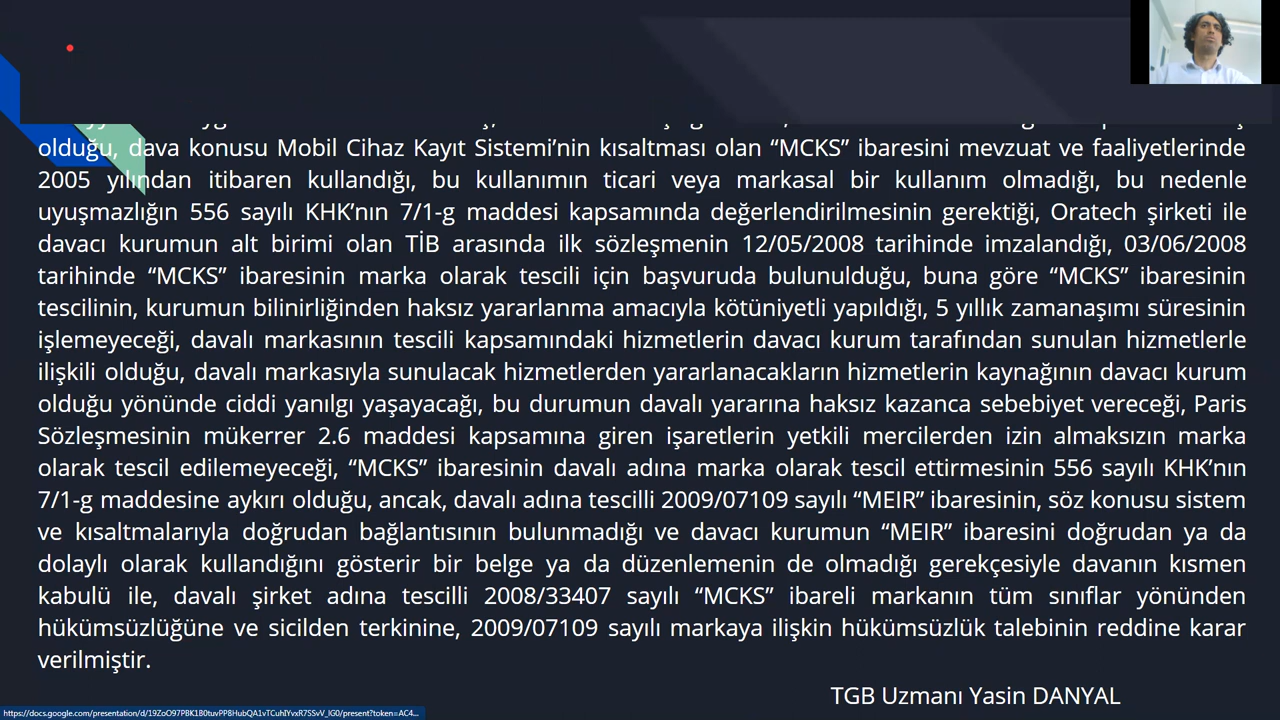 olduğu, dava konusu Mobil Cihaz Kayıt Sistemi’nin kısaltması olan “MCKS” ibaresini mevzuat ve faaliyetlerinde
2005 yılından itibaren kullandığı, bu kullanımın ticari veya markasal bir kullanım olmadığı, bu nedenle
uyuşmazlığın 556 sayılı KHK’nın 7/1-g maddesi kapsamında değerlendirilmesinin gerektiği, Oratech şirketi ile
davacı kurumun alt birimi olan TİB arasında ilk sözleşmenin 12/05/2008 tarihinde imzalandığı, 03/06/2008
tarihinde “MCKS” ibaresinin marka olarak tescili için başvuruda bulunulduğu, buna göre “MCKS” ibaresinin
tescilinin, kurumun bilinirliğinden haksız yararlanma amacıyla kötüniyetli yapıldığı, 5 yıllık zamanaşımı süresinin
işlemeyeceği, davalı markasının tescili kapsamındaki hizmetlerin davacı kurum tarafından sunulan hizmetlerle
ilişkili olduğu, davalı markasıyla sunulacak hizmetlerden yararlanacakların hizmetlerin kaynağının davacı kurum
olduğu yönünde ciddi yanılgı yaşayacağı, bu durumun davalı yararına haksız kazanca sebebiyet vereceği, Paris
Sözleşmesinin mükerrer 2.6 maddesi kapsamına giren işaretlerin yetkili mercilerden izin almaksızın marka
olarak tescil edilemeyeceği, “MCKS” ibaresinin davalı adına marka olarak tescil ettirmesinin 556 sayılı KHK’nın
7/1-g maddesine aykırı olduğu, ancak, davalı adına tescilli 2009/07109 sayılı “MEIR” ibaresinin, söz konusu sistem
ve kısaltmalarıyla doğrudan bağlantısının bulunmadığı ve davacı kurumun “MEIR” ibaresini doğrudan ya da
dolaylı olarak kullandığını gösterir bir belge ya da düzenlemenin de olmadığı gerekçesiyle davanın kısmen
kabulü ile, davalı şirket adına tescilli 2008/33407 sayılı “MCKS” ibareli markanın tüm sınıflar yönünden
hükümsüzlüğüne ve sicilden terkinine, 2009/07109 sayılı markaya ilişkin hükümsüzlük talebinin reddine karar
verilmiştir.
TGB Uzmanı Yasin DANYAL